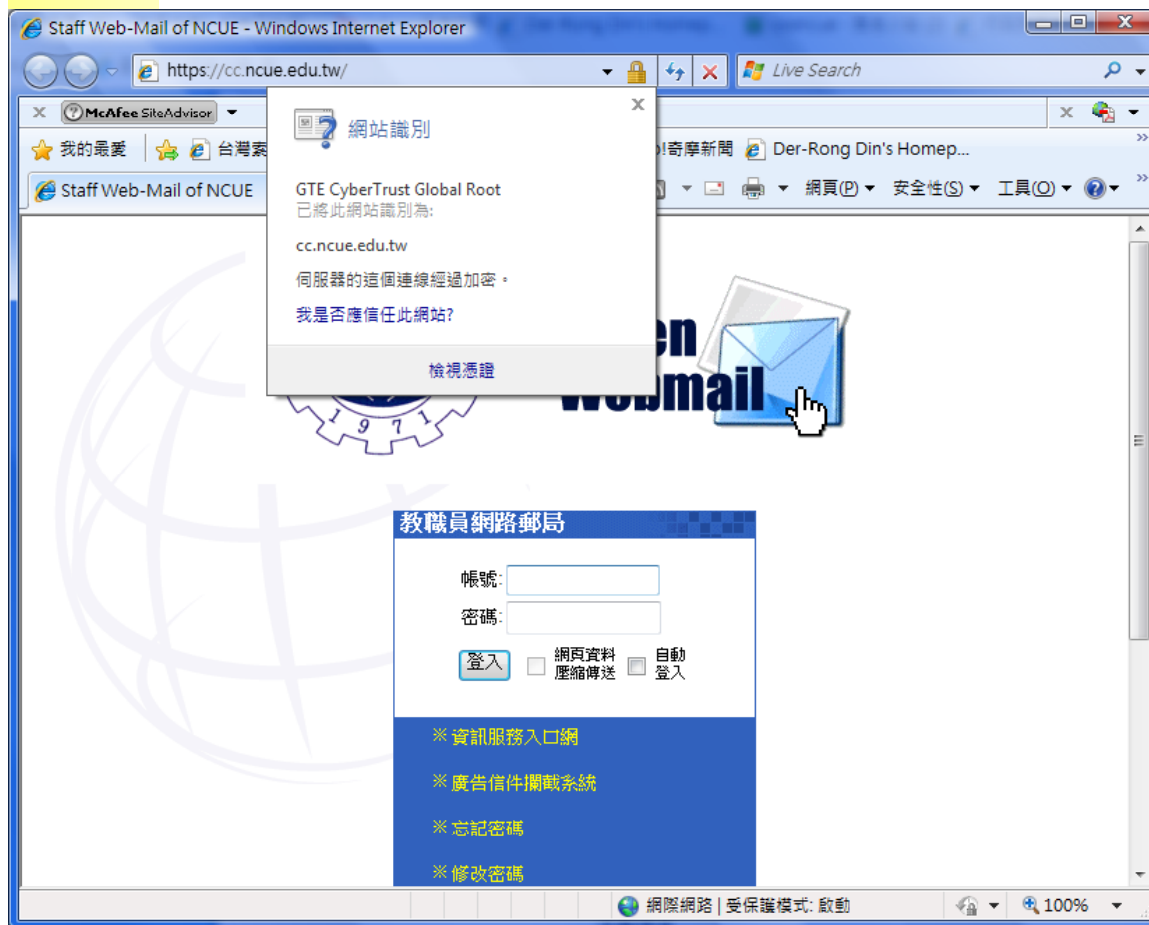 Staff Web-Mail of NCUE - Windows Internet Explorer
https://cc.ncue.edu.tw/
Live Search
McAfee SiteAdvisor
我的最愛
台灣索
!奇摩新聞
Der-Rong Din's Homep...
Staff Web-Mail of NCUE
網頁(P)
安全性(S)
工具(O)
網站識別
GTE CyberTrust Global Root
已將此網站識別為:
cc.ncue.edu.tw
伺服器的這個連線經過加密。
我是否應信任此網站?
檢視憑證
en
Webmail
1971
教職員網路郵局
帳號:
密碼:
登入
網頁資料
壓縮傳送
自動
登入
※資訊服務入口網
※廣告信件攔截系統
※忘記密碼
※修改密碼
網際網路 | 受保護模式: 啟動
100%